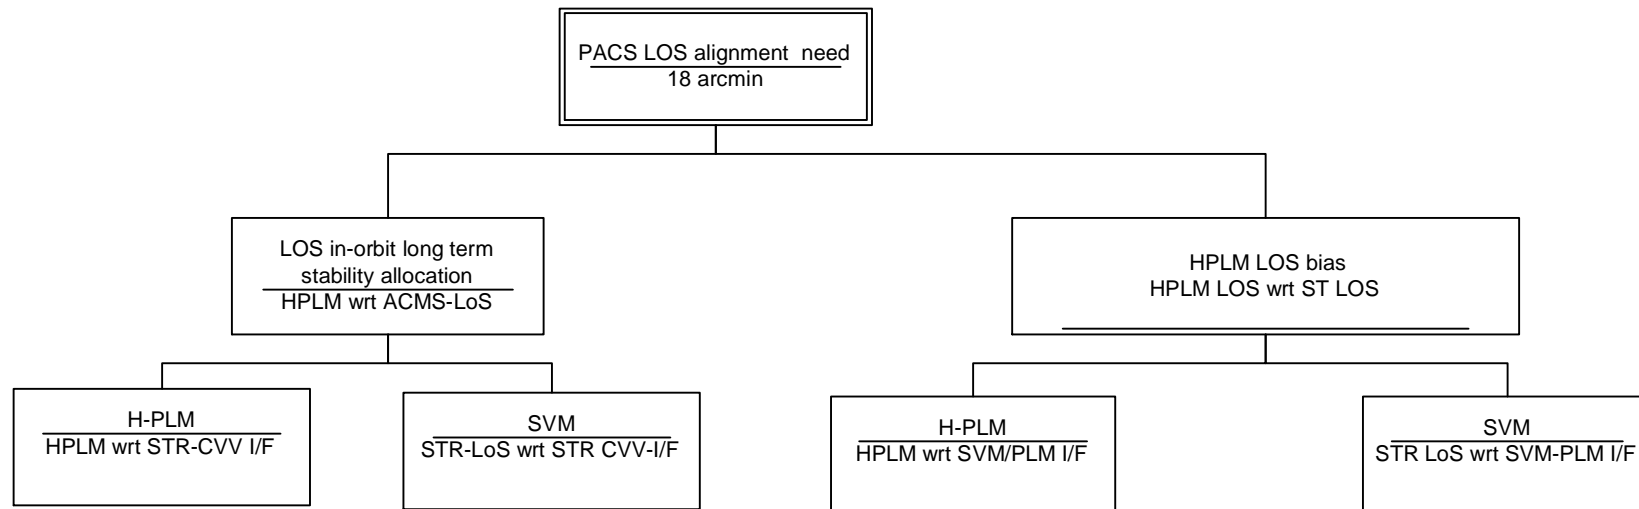 PACS LOS alignment need
18 arcmin
LOS in-orbit long term
stability allocation
HPLM wrt ACMS-LoS
HPLM LOS bias
HPLM LOS wrt ST LOS
H-PLM
HPLM wrt STR-CVV I/F
SVM
STR-LoS wrt STR CVV-I/F
H-PLM
HPLM wrt SVM/PLM I/F
SVM
STR LoS wrt SVM-PLM I/F